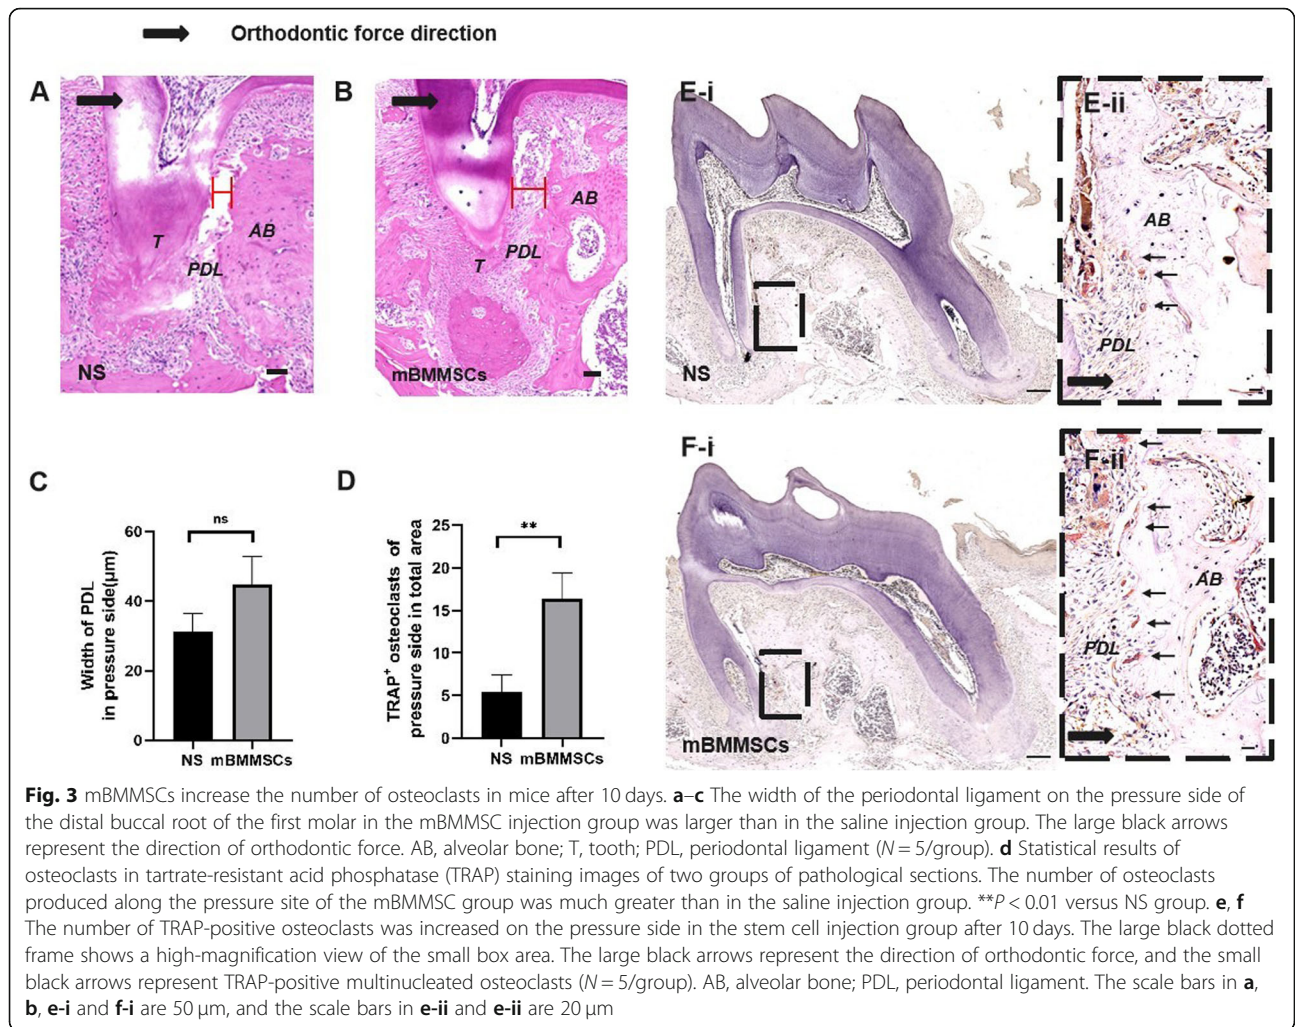 Orthodontic force direction
A
T
AB
PDL
NS
B
AB
PDL
T
mBMMSCs
E-i
NS
E-ii
AB
PDL
C
ns
Width of PDL
in pressure side(μm)
60
40
20
0
NS mBMMSCs
D
**
TRAP+ osteoclasts of
pressure side in total area
25
20
15
10
5
0
NS mBMMSCs
F-i
mBMMSCs
F-ii
AB
PDL
Fig. 3 mBMMSCs increase the number of osteoclasts in mice after 10 days. a–c The width of the periodontal ligament on the pressure side of
the distal buccal root of the first molar in the mBMMSC injection group was larger than in the saline injection group. The large black arrows
represent the direction of orthodontic force. AB, alveolar bone; T, tooth; PDL, periodontal ligament (N = 5/group). d Statistical results of
osteoclasts in tartrate-resistant acid phosphatase (TRAP) staining images of two groups of pathological sections. The number of osteoclasts
produced along the pressure site of the mBMMSC group was much greater than in the saline injection group. **P < 0.01 versus NS group. e, f
The number of TRAP-positive osteoclasts was increased on the pressure side in the stem cell injection group after 10 days. The large black dotted
frame shows a high-magnification view of the small box area. The large black arrows represent the direction of orthodontic force, and the small
black arrows represent TRAP-positive multinucleated osteoclasts (N = 5/group). AB, alveolar bone; PDL, periodontal ligament. The scale bars in a,
b, e-i and f-i are 50 μm, and the scale bars in e-ii and e-ii are 20 μm